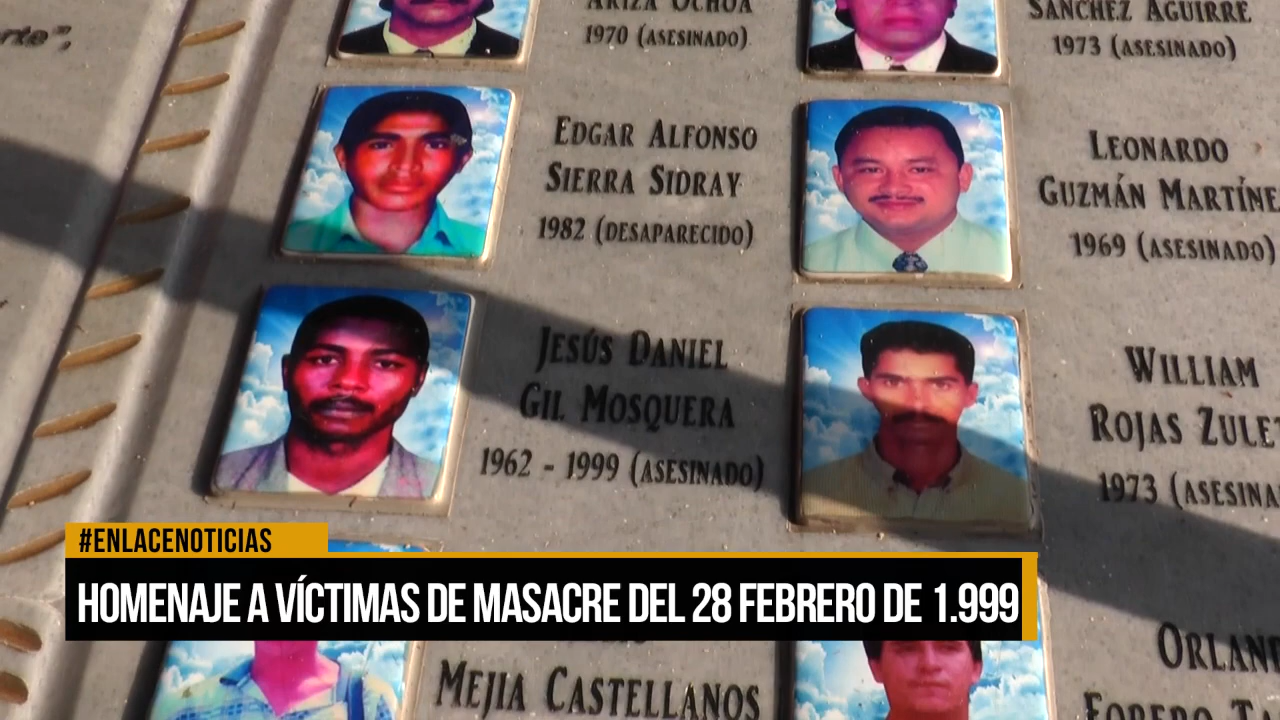 ARIZA OCHOA
1970 (ASESINADO)
SANCHEZ AGUIRRE
1973 (ASESINADO)
EDGAR ALFONSO
SIERRA SIDRAY
1982 (DESAPARECIDO)
LEONARDO
GUZMÁN MARTÍNE
1969 (ASESINADO)
JESÚS DANIEL
GIL MOSQUERA
1962 - 1999 (ASESINADO)
WILLIAM
ROJAS ZULE
1973 (ASESINA
#ENLACENOTICIAS
HOMENAJE A VÍCTIMAS DE MASACRE DEL 28 FEBRERO DE 1.999
MEJIA CASTELLANOS
ORLAN